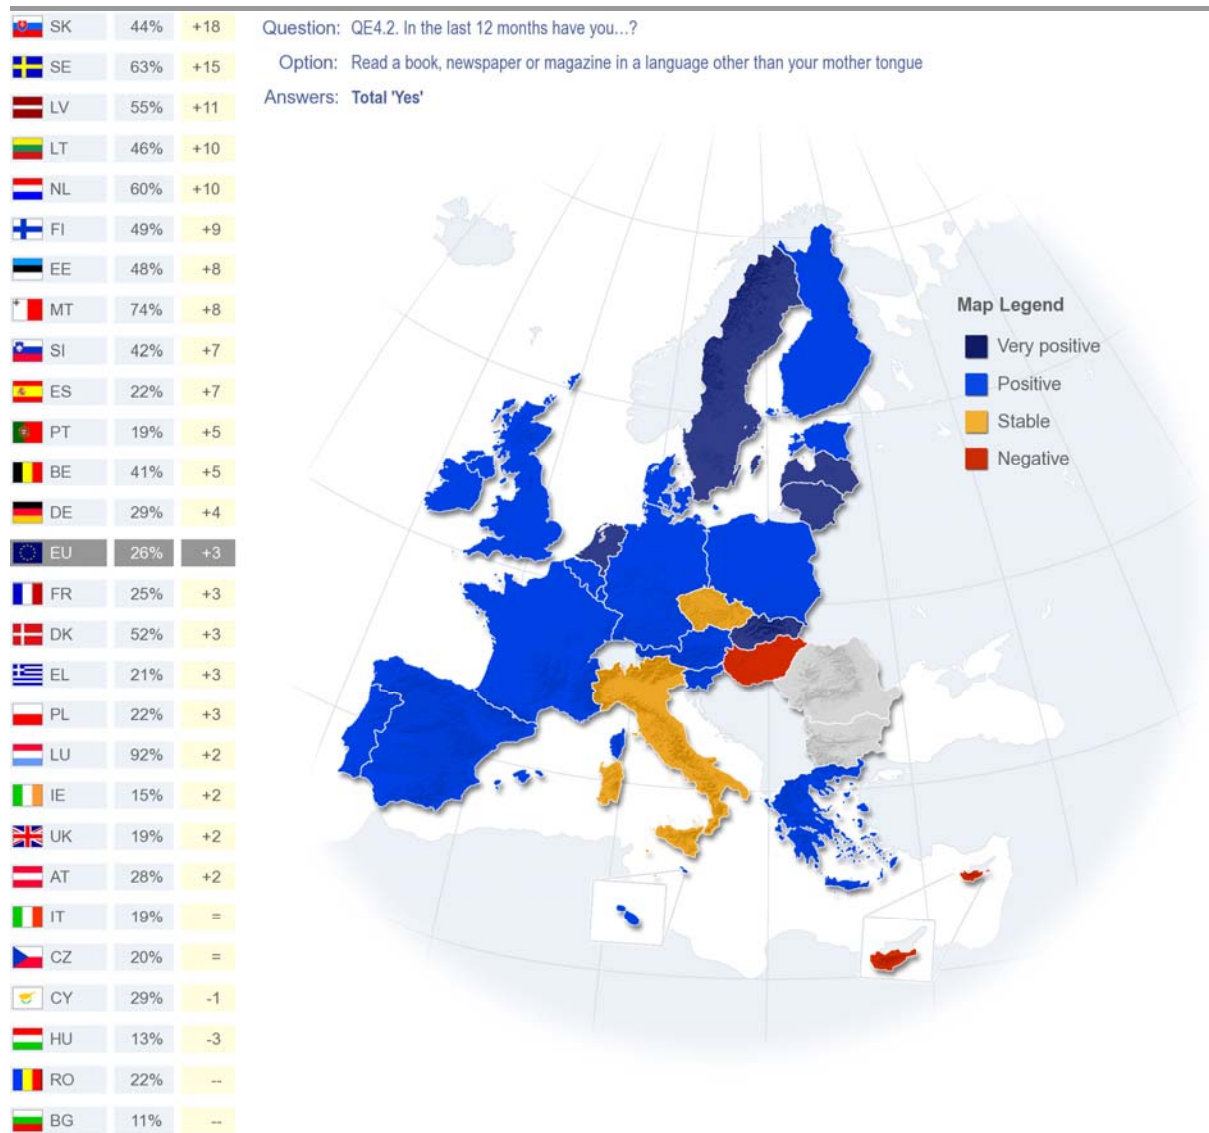 SK 44% +18
SE 63% +15
LV 55% +11
LT 46% +10
NL 60% +10
FI 49% +9
EE 48% +8
MT 74% +8
SI 42% +7
ES 22% +7
PT 19% +5
BE 41% +5
DE 29% +4
EU 26% +3
FR 25% +3
DK 52% +3
EL 21% +3
PL 22% +3
LU 92% +2
IE 15% +2
UK 19% +2
AT 28% +2
IT 19% =
CZ 20% =
CY 29% -1
HU 13% -3
RO 22% --
BG 11% --
Question: QE4.2. In the last 12 months have you…?
Option: Read a book, newspaper or magazine in a language other than your mother tongue
Answers: Total 'Yes'
Map Legend
Very positive
Positive
Stable
Negative